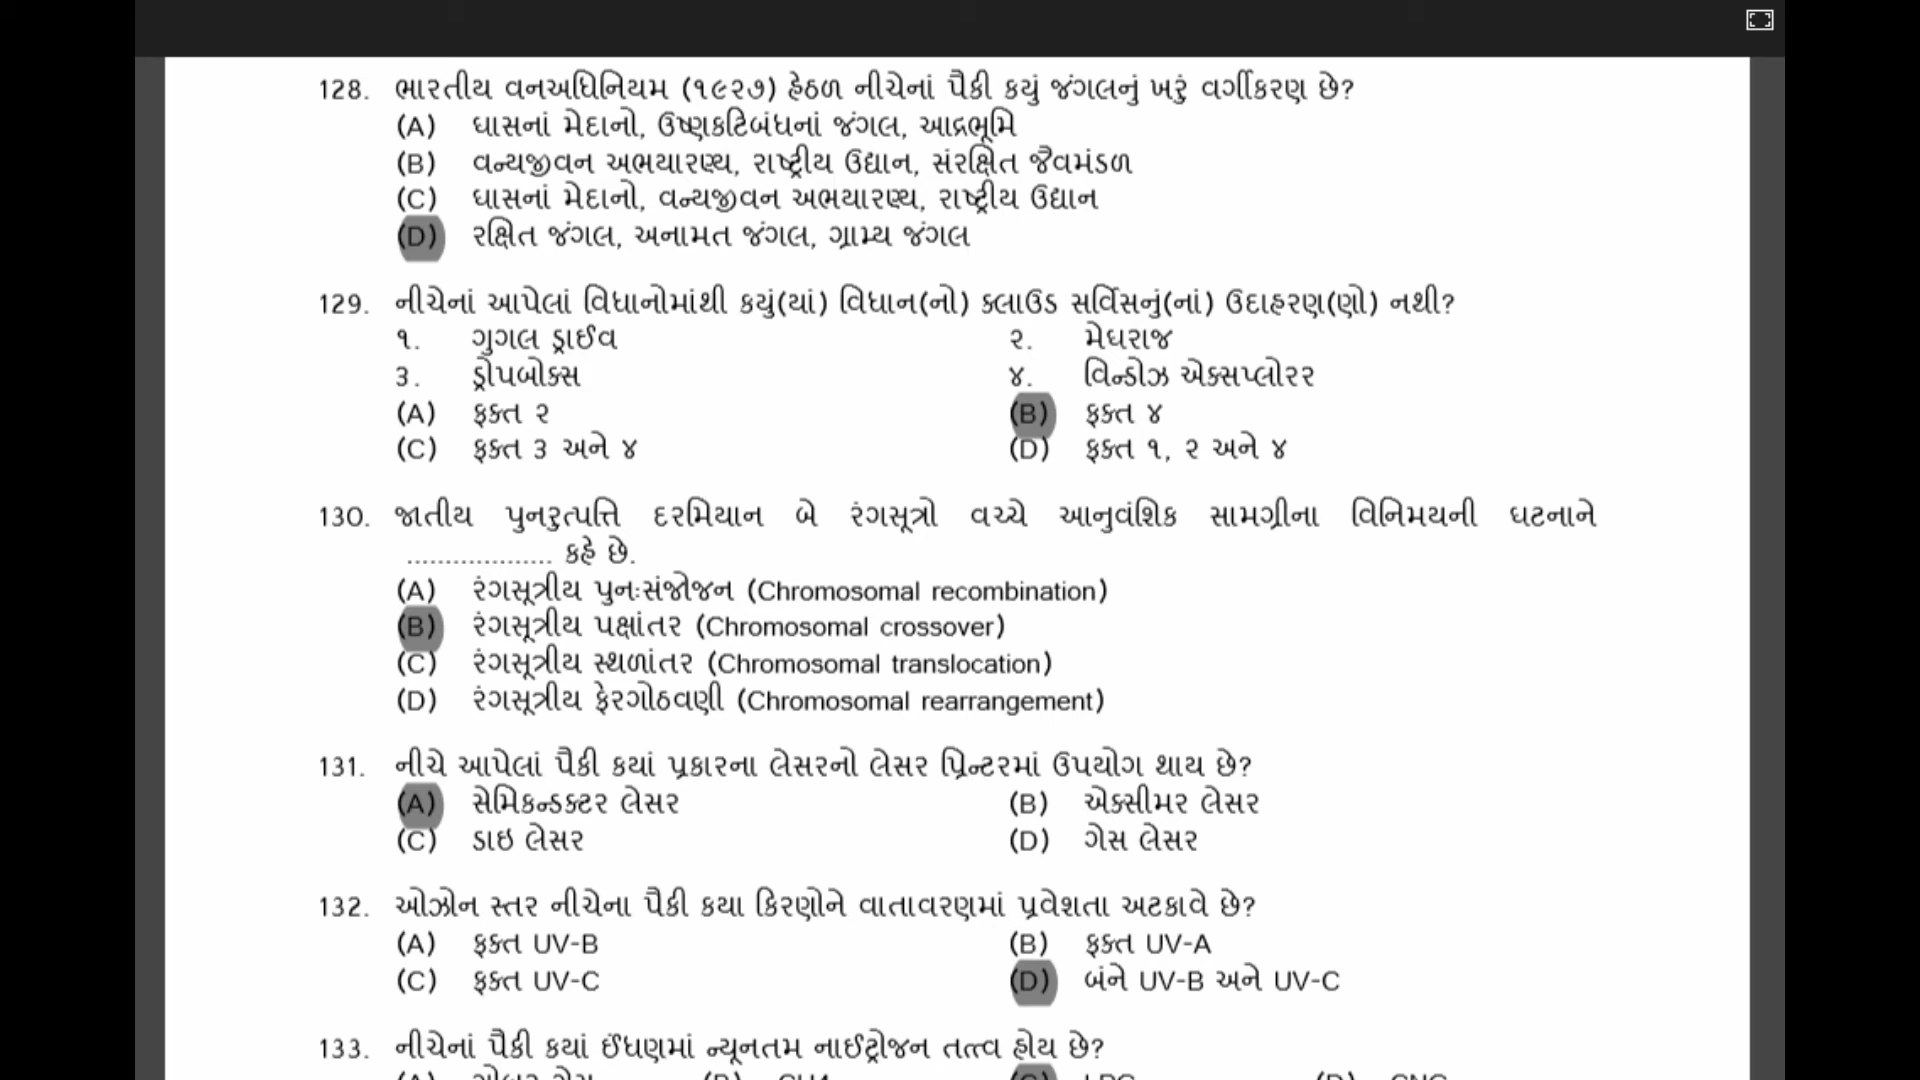 128. ભારતીય વનઅધિનિયમ (૧૯૨૭) હેઠળ નીચેનાં પૈકી કયું જંગલનું ખરું વર્ગીકરણ છે?
(A) ઘાસનાં મેદાનો, ઉષ્ણકટિબંધનાં જંગલ, આદ્રભૂમિ
(B) વન્યજીવન અભયારણ્ય, રાષ્ટ્રીય ઉદ્યાન, સંરક્ષિત જૈવમંડળ
(C) ઘાસનાં મેદાનો, વન્યજીવન અભયારણ્ય, રાષ્ટ્રીય ઉદ્યાન
(D) રક્ષિત જંગલ, અનામત જંગલ, ગ્રામ્ય જંગલ
129. નીચેનાં આપેલાં વિધાનોમાંથી કયું(યાં) વિધાન(નો) ક્લાઉડ સર્વિસનું(નાં) ઉદાહરણ(ણો) નથી?
૧. ગુગલ ડ્રાઈવ ૨. મેઘરાજ
૩. ડ્રોપબોક્સ ૪. વિન્ડોઝ એક્સપ્લોરર
(A) ફક્ત ૨ (B) ફક્ત ૪
(C) ફક્ત ૩ અને ૪ (D) ફક્ત ૧, ૨ અને ૪
130. જાતીય પુનરુત્પત્તિ દરમિયાન બે રંગસૂત્રો વચ્ચે આનુવંશિક સામગ્રીના વિનિમયની ઘટનાને
................... કહે છે.
(A) રંગસૂત્રીય પુનઃસંજોજન (Chromosomal recombination)
(B) રંગસૂત્રીય પક્ષાંતર (Chromosomal crossover)
(C) રંગસૂત્રીય સ્થળાંતર (Chromosomal translocation)
(D) રંગસૂત્રીય ફેરગોઠવણી (Chromosomal rearrangement)
131. નીચે આપેલાં પૈકી કયાં પ્રકારના લેસરનો લેસર પ્રિન્ટરમાં ઉપયોગ થાય છે?
(A) સેમિકન્ડક્ટર લેસર (B) એક્સીમર લેસર
(C) ડાઇ લેસર (D) ગેસ લેસર
132. ઓઝોન સ્તર નીચેના પૈકી કયા કિરણોને વાતાવરણમાં પ્રવેશતા અટકાવે છે?
(A) ફક્ત UV-B (B) ફક્ત UV-A
(C) ફક્ત UV-C (D) બંને UV-B અને UV-C
133. નીચેનાં પૈકી કયાં ઈંધણમાં ન્યૂનતમ નાઈટ્રોજન તત્ત્વ હોય છે?